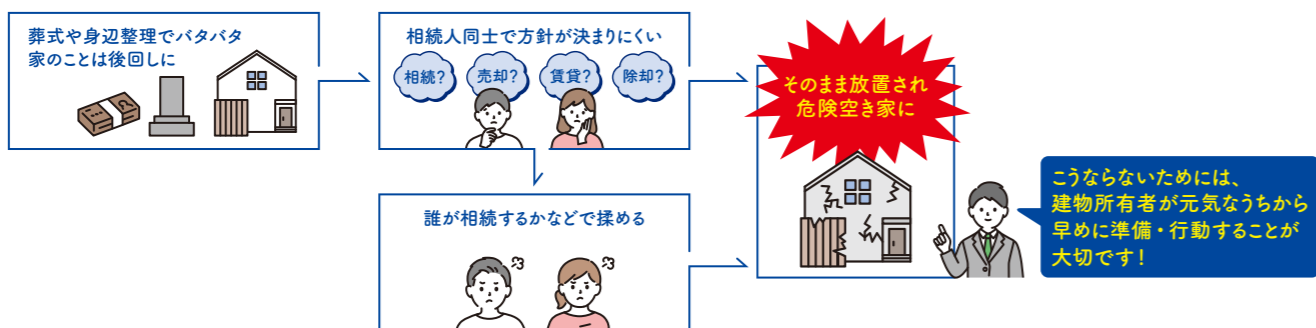 葬式や身辺整理でバタバタ
家のことは後回しに
相続人同士で方針が決まりにくい
相続?
売却?
賃貸?
除却?
誰が相続するかなどで揉める
そのまま放置され
危険空き家に
こうならないためには、
建物所有者が元気なうちから
早めに準備・行動することが
大切です!